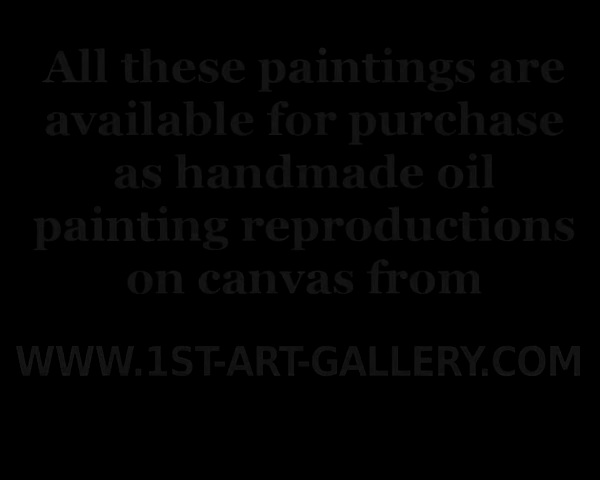 All these paintings are
available for purchase
as handmade oil
painting reproductions
on canvas from
WWW.1ST-ART-GALLERY.COM